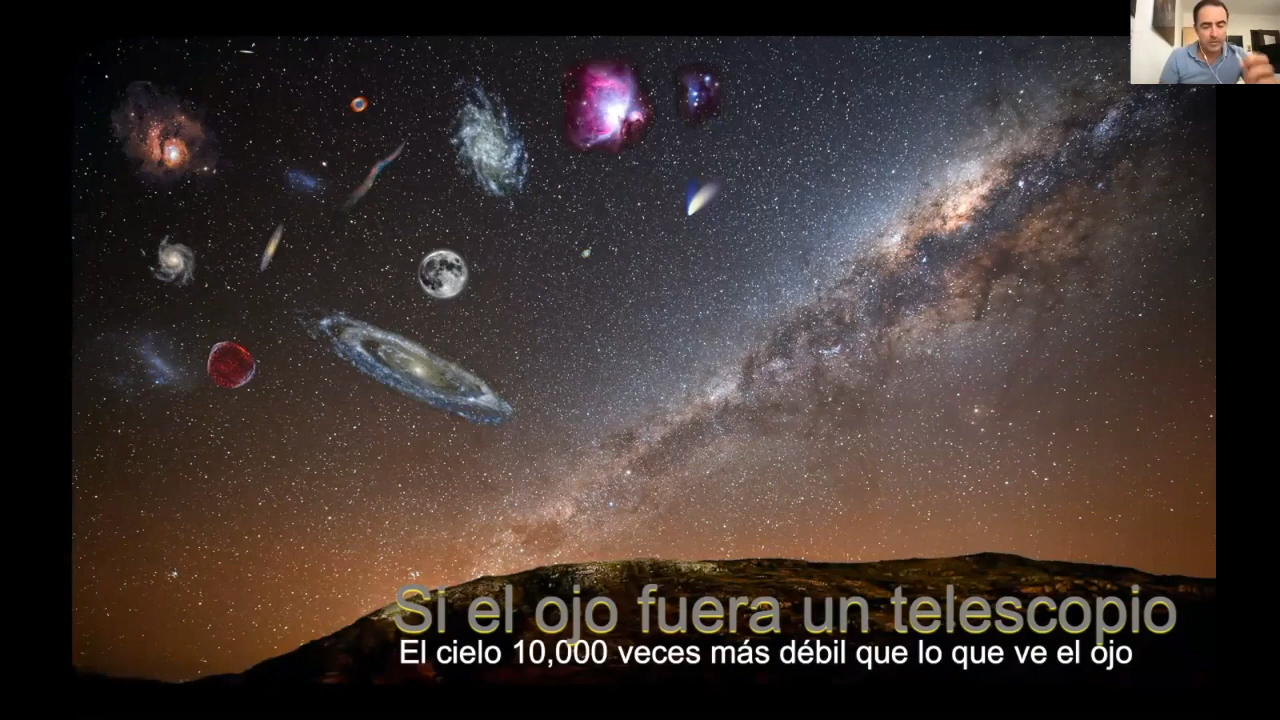 Si el ojo fuera un telescopio
El cielo 10,000 veces más débil que lo que ve el ojo